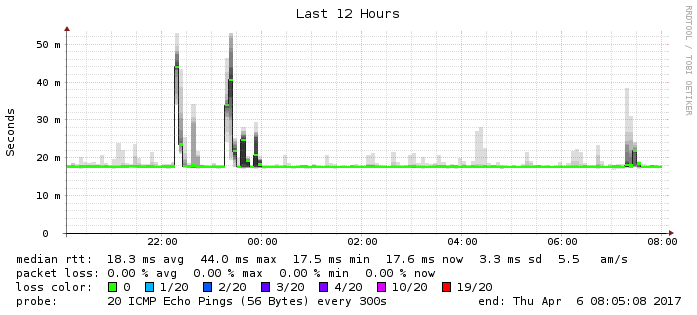 Last 12 Hours
RRDTOOL / TOBI OETIKER
Seconds
50 m
40 m
30 m
20 m
10 m
0
22:00 00:00 02:00 04:00 06:00 08:00
median rtt: 18.3 ms avg 44.0 ms max 17.5 ms min 17.6 ms now 3.3 ms sd 5.5 am/s
packet loss: 0.00 % avg 0.00 % max 0.00 % min 0.00 % now
loss color: 0 1/20 2/20 3/20 4/20 10/20 19/20
probe: 20 ICMP Echo Pings (56 Bytes) every 300s end: Thu Apr 6 08:05:08 2017